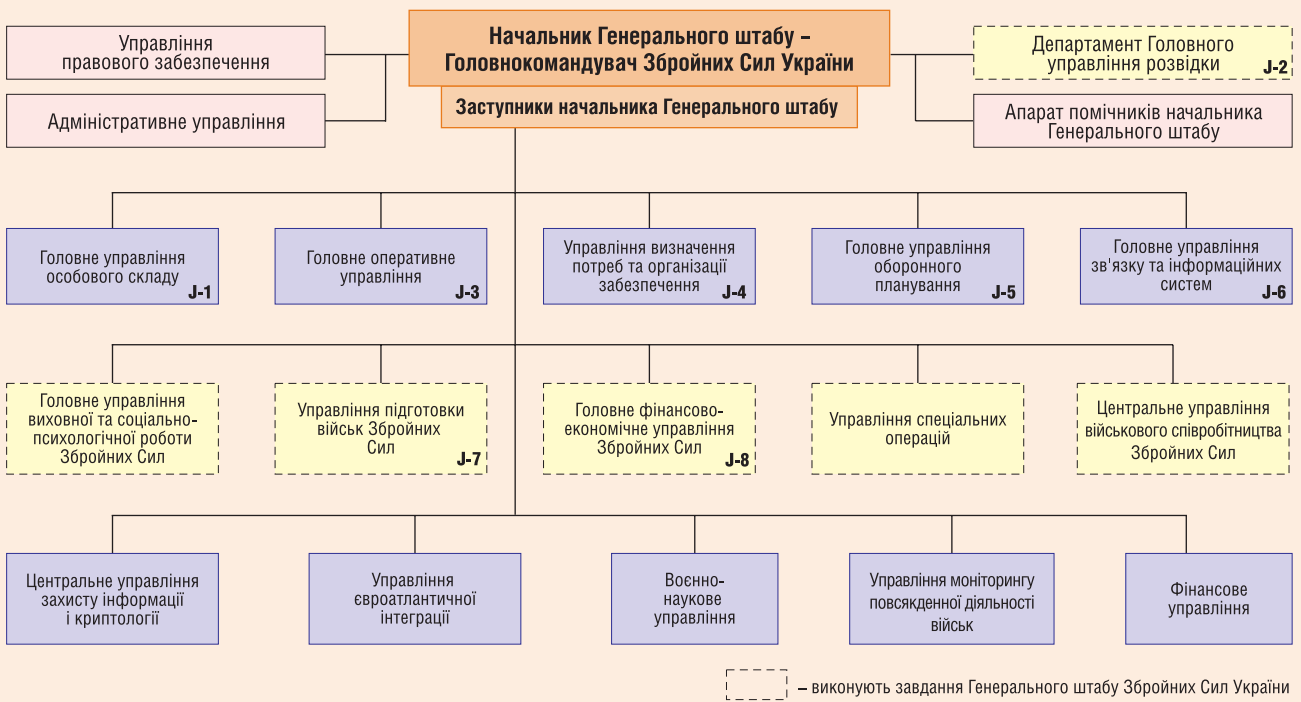 Управління
правового забезпечення
Адміністративне управління
Начальник Генерального штабу –
Головнокомандувач Збройних Сил України
Заступники начальника Генерального штабу
Департамент Головного
управління розвідки
J-2
Апарат помічників начальника
Генерального штабу
Головне управління
особового складу
J-1
Головне оперативне
управління
J-3
Управління визначення
потреб та організації
забезпечення
J-4
Головне управління
оборонного
планування
J-5
Головне управління
зв'язку та інформаційних
систем
J-6
Головне управління
виховної та соціально-
психологічної роботи
Збройних Сил
Управління підготовки
військ Збройних
Сил
J-7
Головне фінансово-
економічне управління
Збройних Сил
J-8
Управління спеціальних
операцій
Центральне управління
військового співробітництва
Збройних Сил
Центральне управління
захисту інформації
і криптології
Управління
євроатлантичної
інтеграції
Воєнно-
наукове
управління
Управління моніторингу
повсякденної діяльності
військ
Фінансове
управління
– виконують завдання Генерального штабу Збройних Сил України